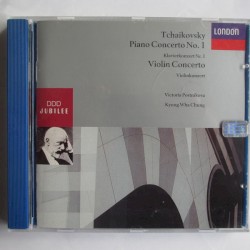 Tchaikovsky
LONDON
Piano Concerto No. 1
Klavierkonzert Nr. 1
Violin Concerto
Violinkonzert
DDD
JUBILEE
Victoria Postnikova
Kyung Wha Chung